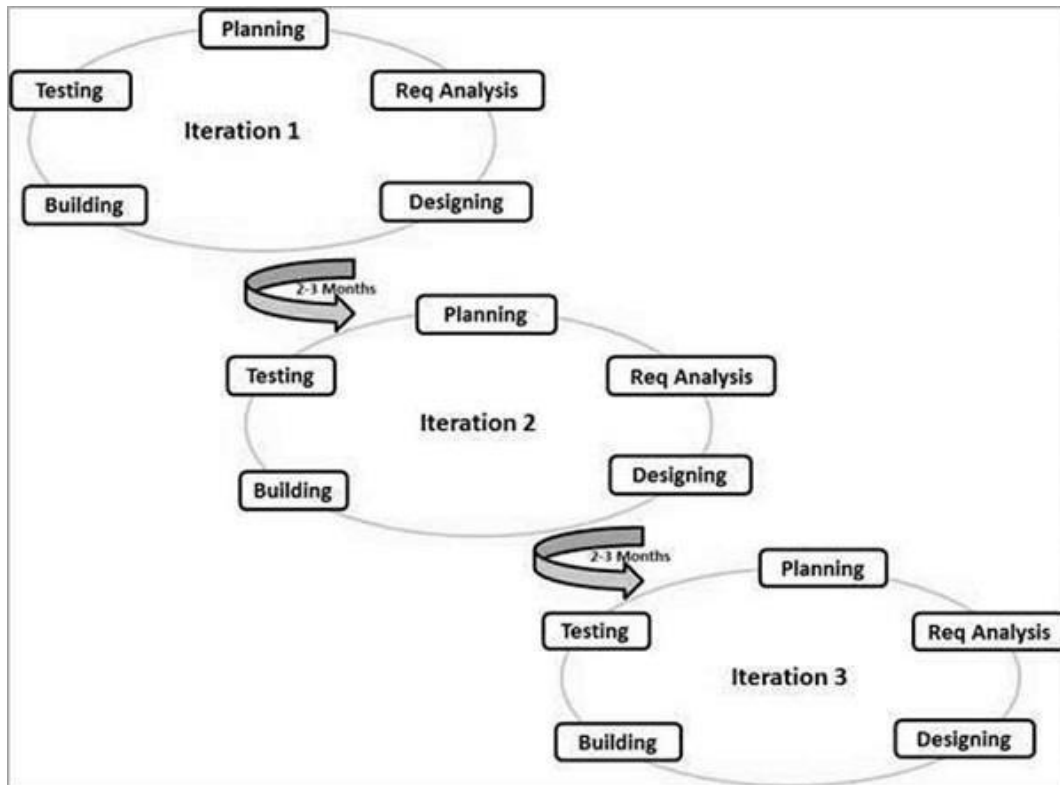 Planning
Testing
Req Analysis
Iteration 1
Building
Designing
2-3 Months
Planning
Testing
Req Analysis
Iteration 2
Building
Designing
2-3 Months
Planning
Testing
Req Analysis
Iteration 3
Building
Designing